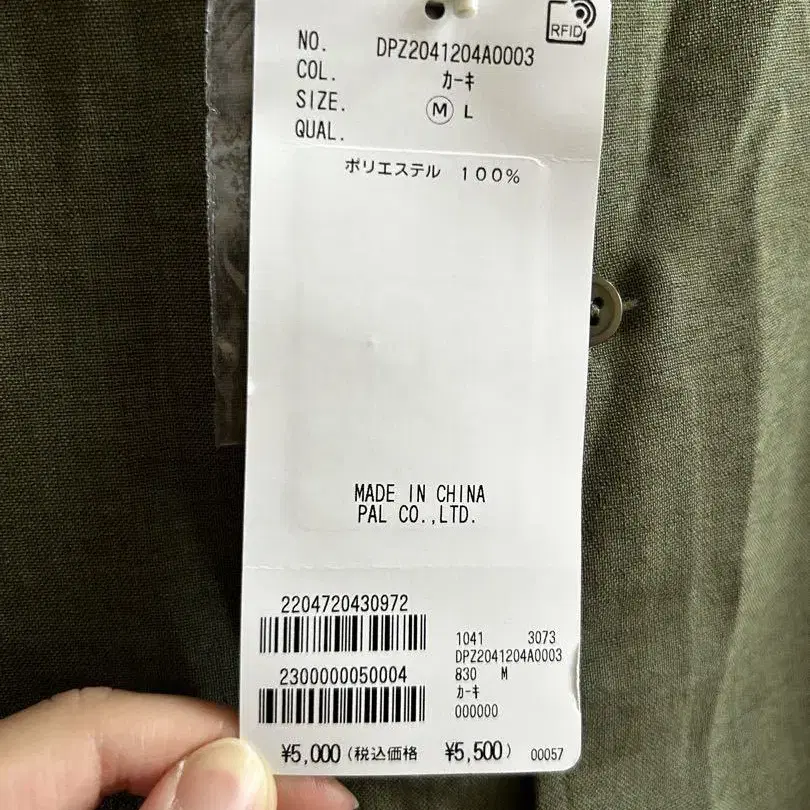 RFID
NO. DPZ2041204A0003
COL. カーキ
SIZE. M L
QUAL.
ポリエステル 100%
MADE IN CHINA
PAL CO.,LTD.
2204720430972
2300000050004
1041 3073
DPZ2041204A0003
830 M
カーキ
000000
¥5,000 (税込価格 ¥5,500) 00057